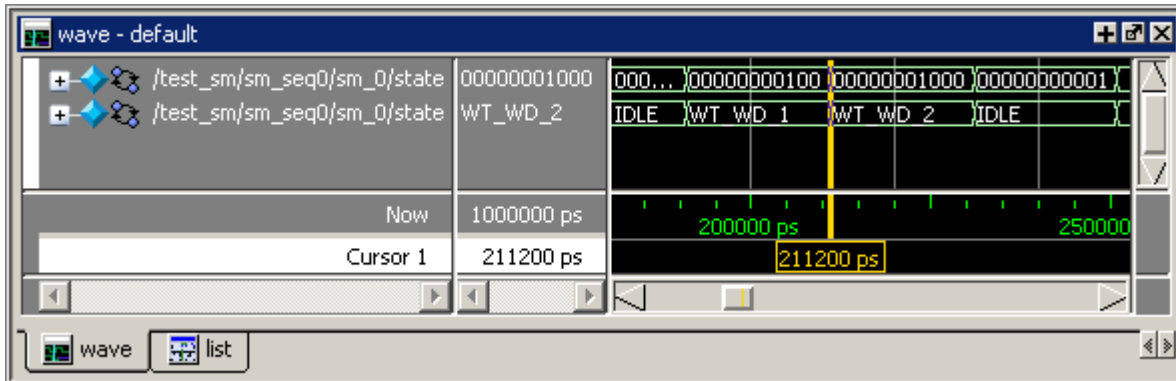 wave - default
/test_sm/sm_seq0/sm_0/state 00000001000 000... 00000000100 00000001000 00000000001
/test_sm/sm_seq0/sm_0/state WT_WD_2 IDLE WT_WD_1 WT_WD_2 IDLE
Now 1000000 ps 200000 ps 250000
Cursor 1 211200 ps 211200 ps
wave list